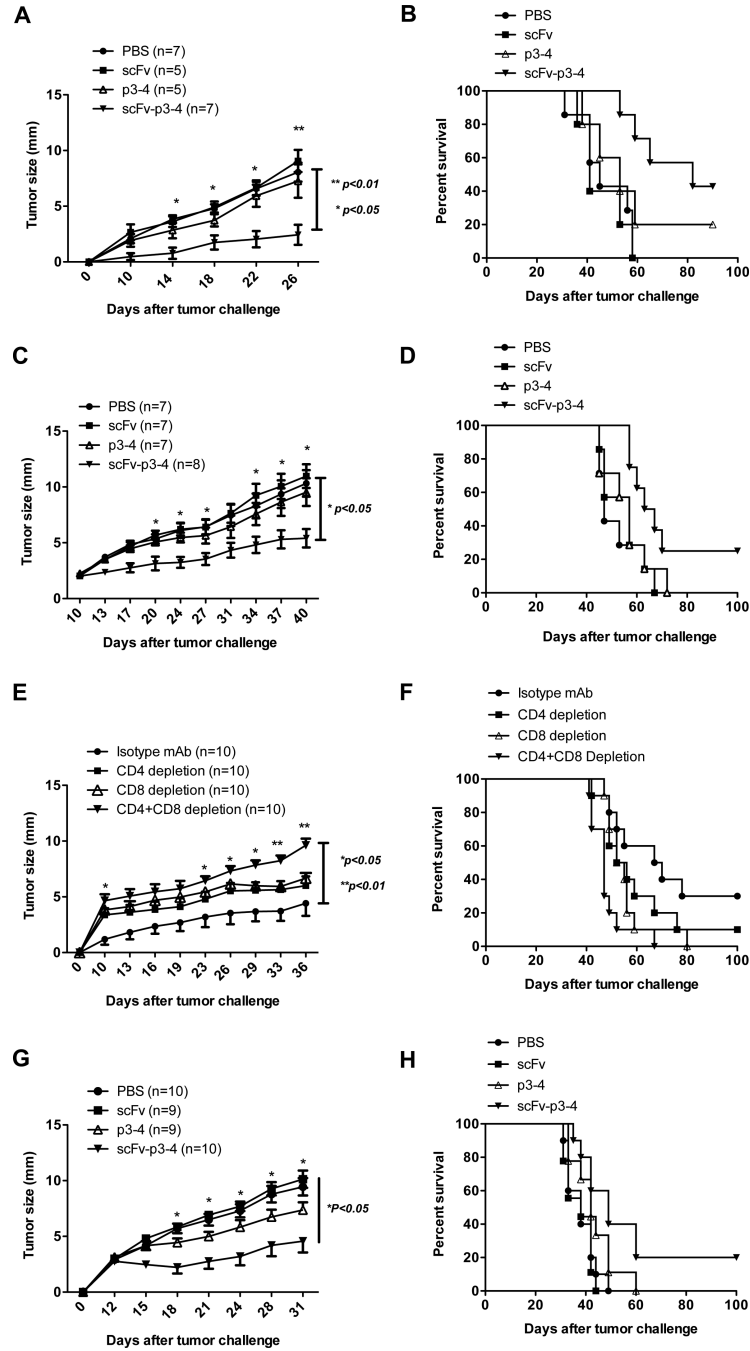 A
PBS (n=7)
scFv (n=5)
p3-4 (n=5)
scFv-p3-4 (n=7)
Tumor size (mm)
15
10
5
0
* * * **
** p<0.01
* p<0.05
0 10 14 18 22 26
Days after tumor challenge
B
PBS
scFv
p3-4
scFv-p3-4
Percent survival
100
80
60
40
20
0
0 20 40 60 80 100
Days after tumor challenge
C
PBS (n=7)
scFv (n=7)
p3-4 (n=7)
scFv-p3-4 (n=8)
Tumor size (mm)
15
10
5
0
* * * * * *
* p<0.05
10 13 17 20 24 27 31 34 37 40
Days after tumor challenge
D
PBS
scFv
p3-4
scFv-p3-4
Percent survival
100
80
60
40
20
0
0 20 40 60 80 100
Days after tumor challenge
E
Isotype mAb (n=10)
CD4 depletion (n=10)
CD8 depletion (n=10)
CD4+CD8 depletion (n=10)
Tumor size (mm)
15
10
5
0
* * * * ** **
*p<0.05
**p<0.01
0 10 13 16 19 23 26 29 33 36
Days after tumor challenge
F
Isotype mAb
CD4 depletion
CD8 depletion
CD4+CD8 Depletion
Percent survival
100
80
60
40
20
0
0 20 40 60 80 100
Days after tumor challenge
G
PBS (n=10)
scFv (n=9)
p3-4 (n=9)
scFv-p3-4 (n=10)
Tumor size (mm)
15
10
5
0
* * * * *
*P<0.05
0 12 15 18 21 24 28 31
Days after tumor challenge
H
PBS
scFv
p3-4
scFv-p3-4
Percent survival
100
80
60
40
20
0
0 20 40 60 80 100
Days after tumor challenge